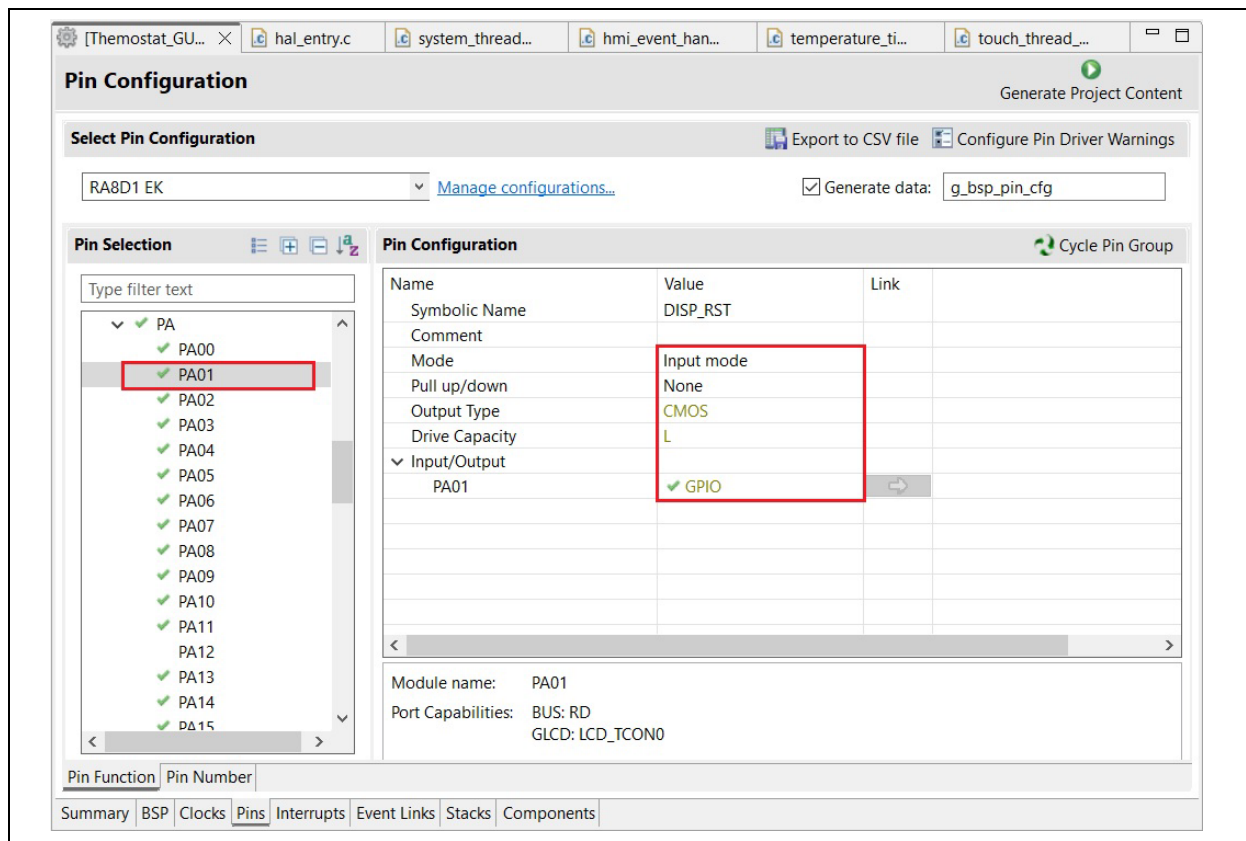 [Themostat_GU... hal_entry.c system_thread... hmi_event_han... temperature_ti... touch_thread_...
Pin Configuration
Generate Project Content
Select Pin Configuration Export to CSV file Configure Pin Driver Warnings
RA8D1 EK Manage configurations... Generate data: g_bsp_pin_cfg
Pin Selection Pin Configuration Cycle Pin Group
Type filter text
PA
PA00
PA01
PA02
PA03
PA04
PA05
PA06
PA07
PA08
PA09
PA10
PA11
PA12
PA13
PA14
PA15
Name Value Link
Symbolic Name DISP_RST
Comment
Mode Input mode
Pull up/down None
Output Type CMOS
Drive Capacity L
Input/Output
PA01 GPIO
Module name: PA01
Port Capabilities: BUS: RD
GLCD: LCD_TCON0
Pin Function Pin Number
Summary BSP Clocks Pins Interrupts Event Links Stacks Components